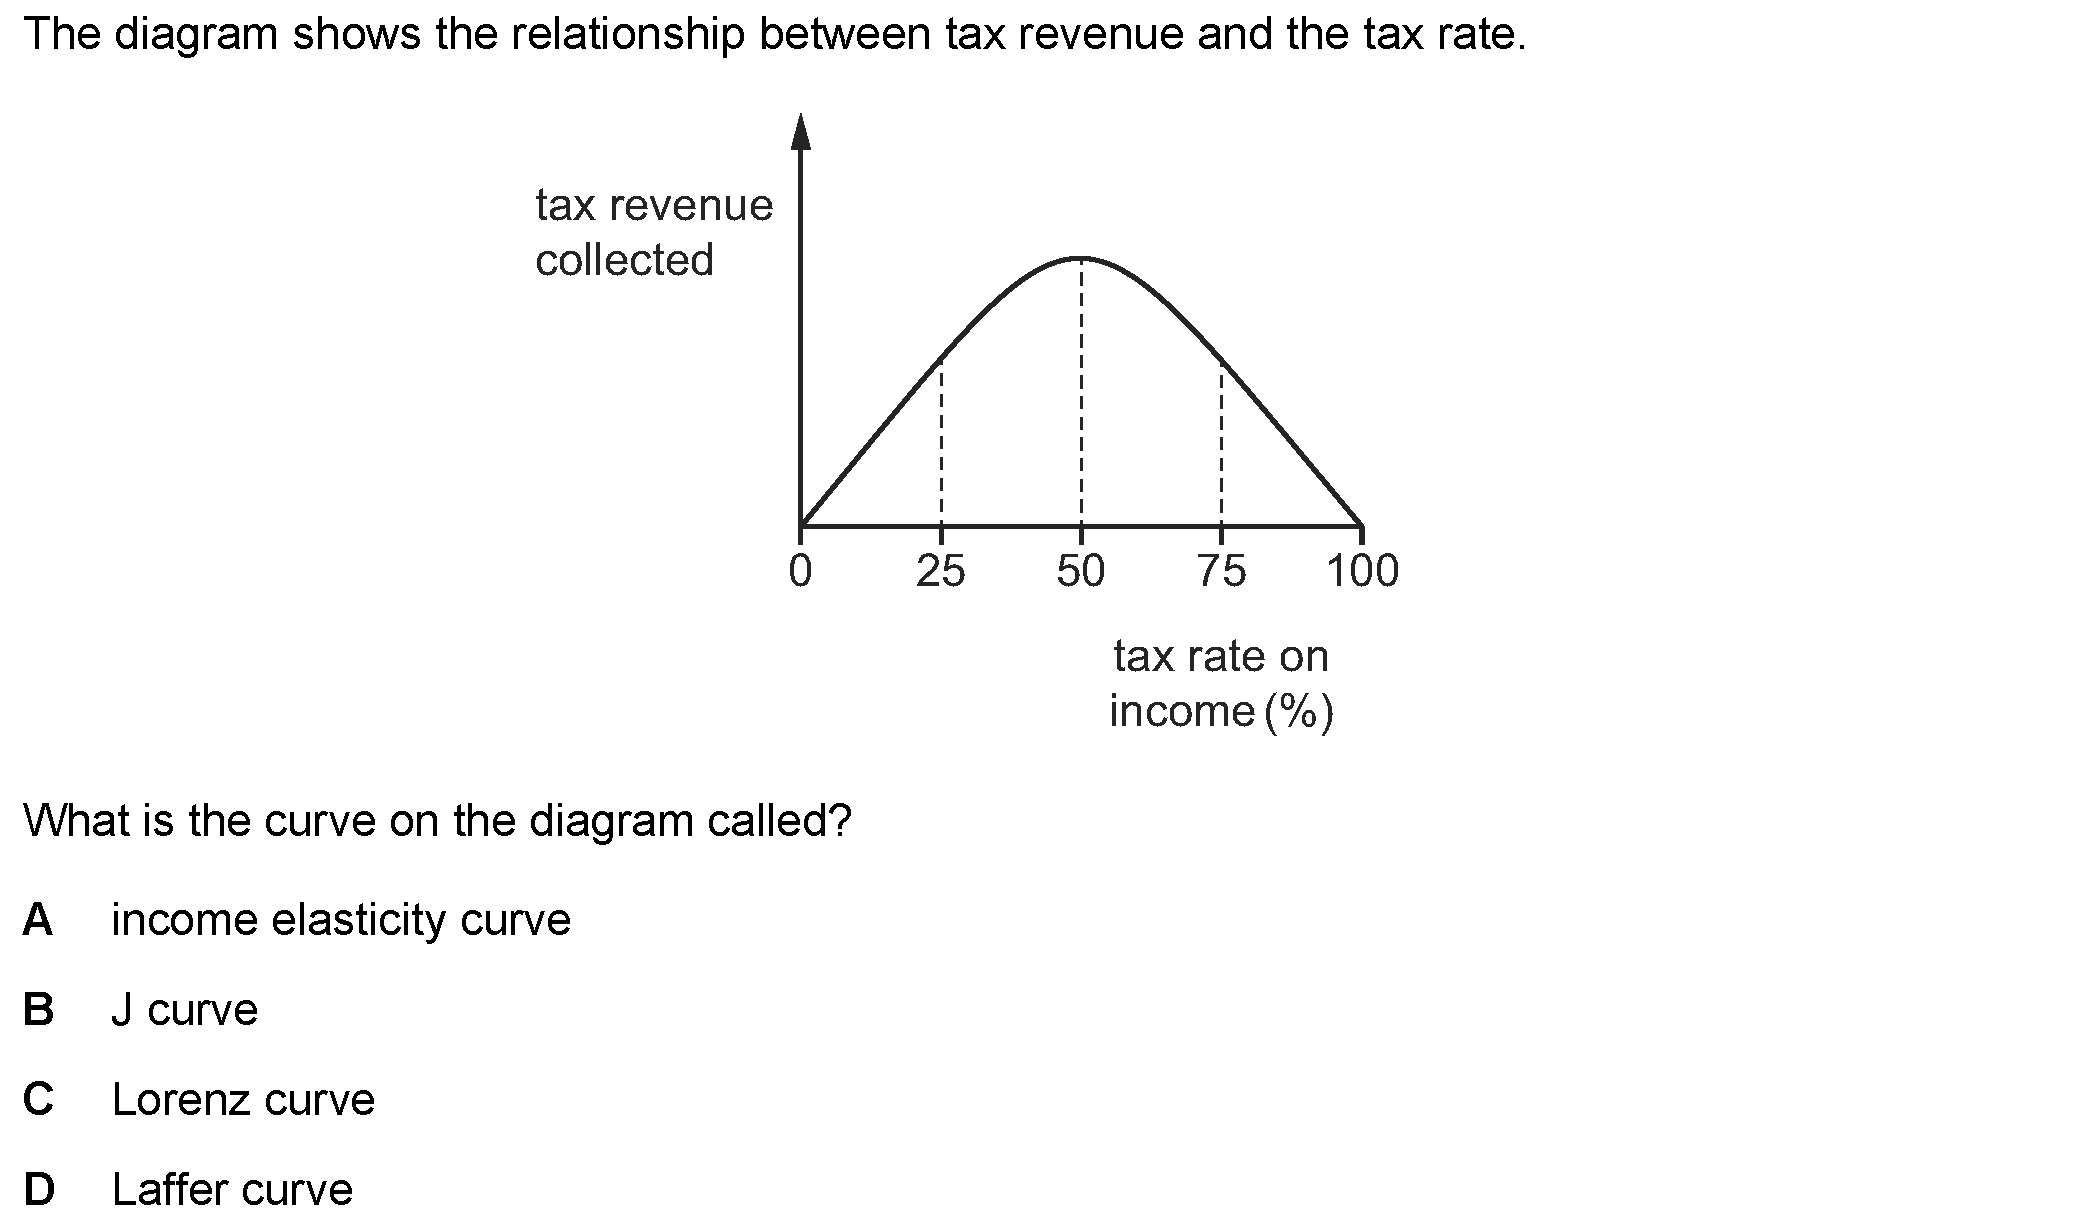 The diagram shows the relationship between tax revenue and the tax rate.
tax revenue
collected
0 25 50 75 100
tax rate on
income (%)
What is the curve on the diagram called?
A income elasticity curve
B J curve
C Lorenz curve
D Laffer curve